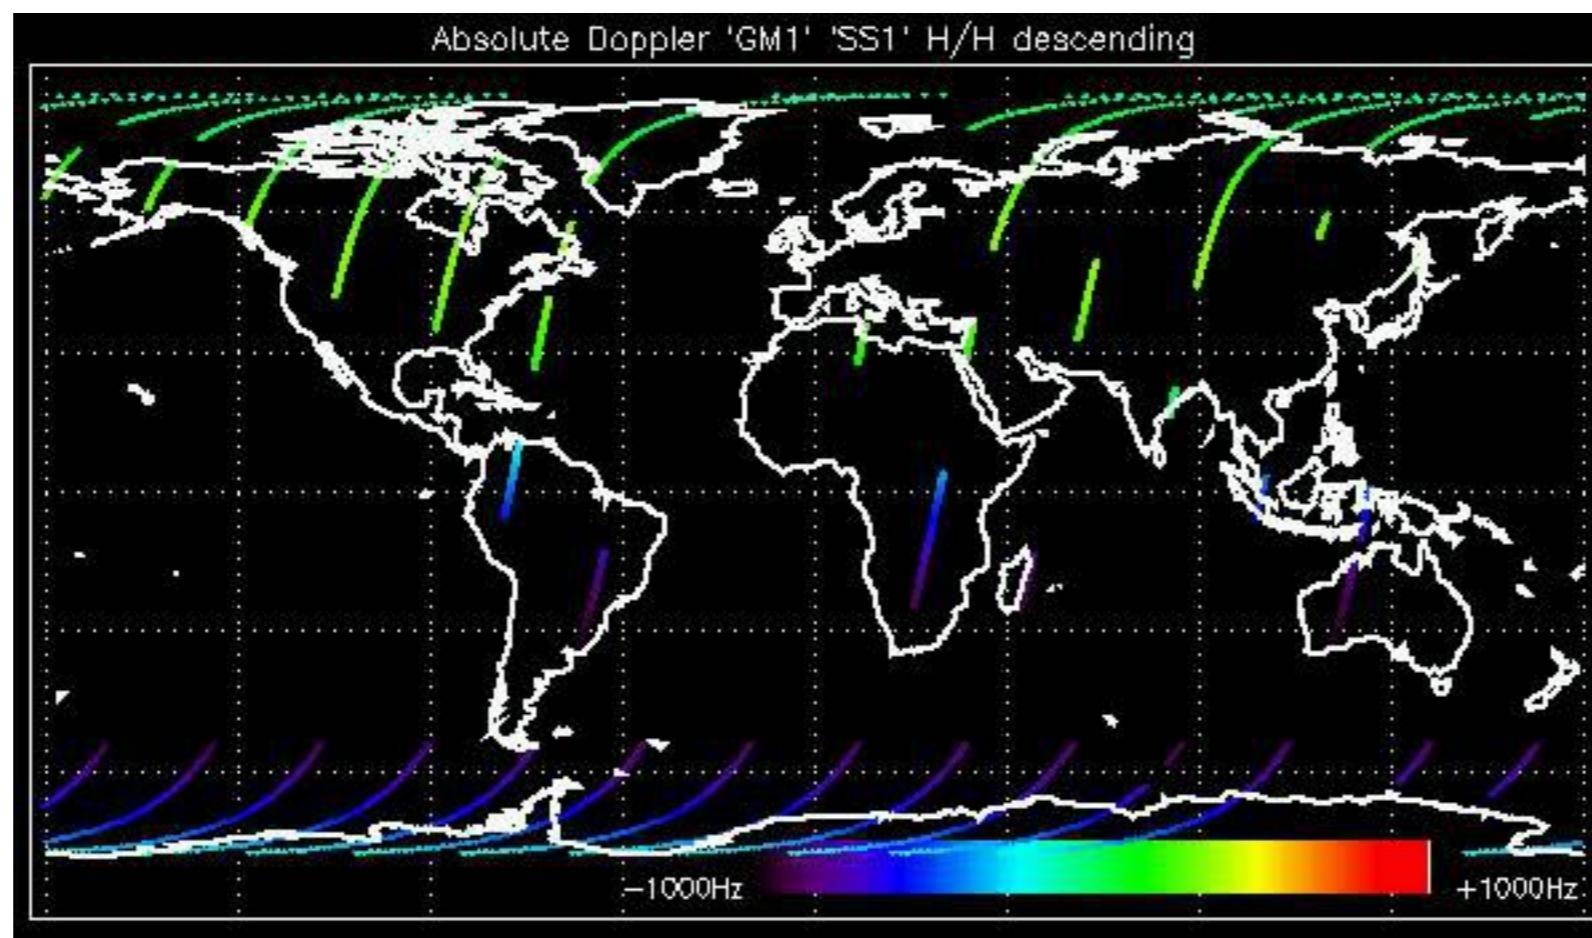 Absolute Doppler 'GM1' 'SS1' H/H descending
−1000Hz
+1000Hz